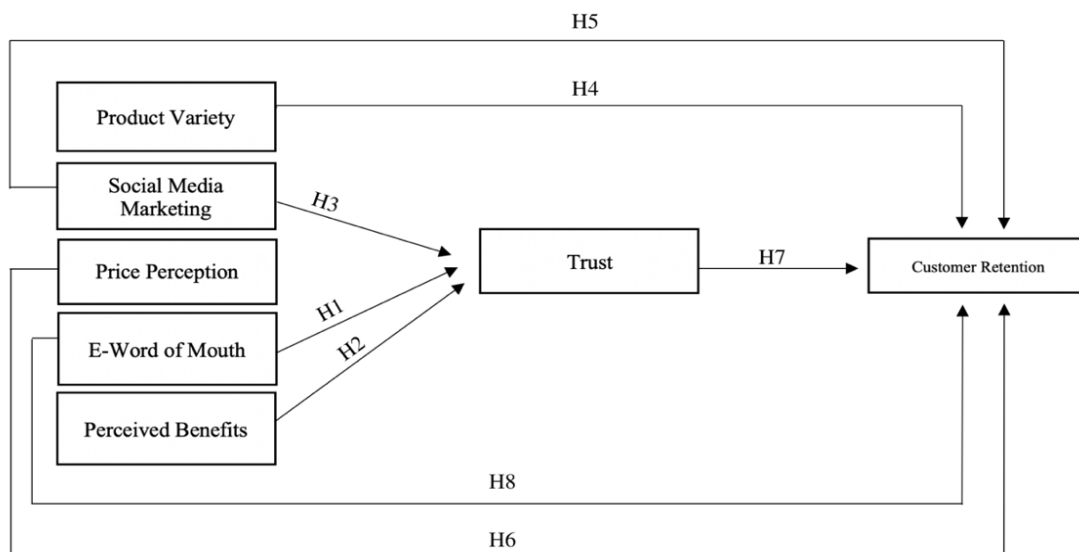 H5
H4
Product Variety
Social Media
Marketing
H3
Price Perception
Trust
H7
Customer Retention
H1
E-Word of Mouth
H2
Perceived Benefits
H8
H6